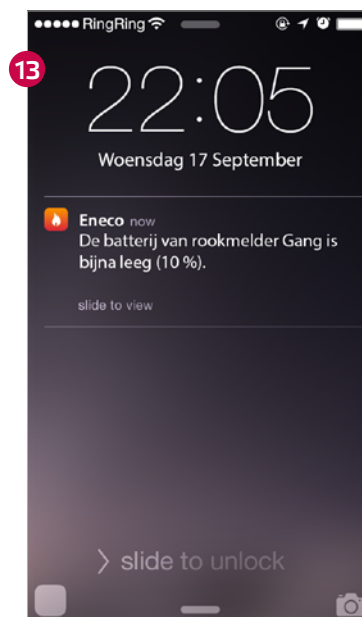 RingRing
13
22:05
Woensdag 17 September
Eneco now
De batterij van rookmelder Gang is
bijna leeg (10 %).
slide to view
> slide to unlock